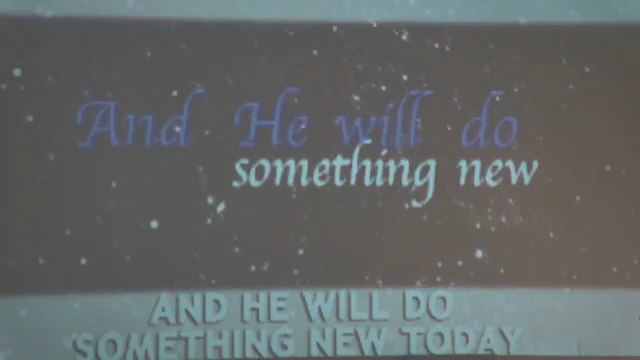 And He will do
something new
AND HE WILL DO
SOMETHING NEW TODAY